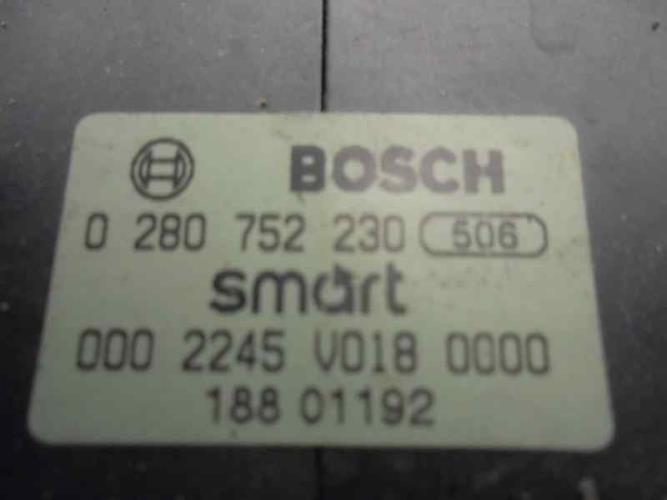 BOSCH
0 280 752 230 506
smart
000 2245 V018 0000
188 01192